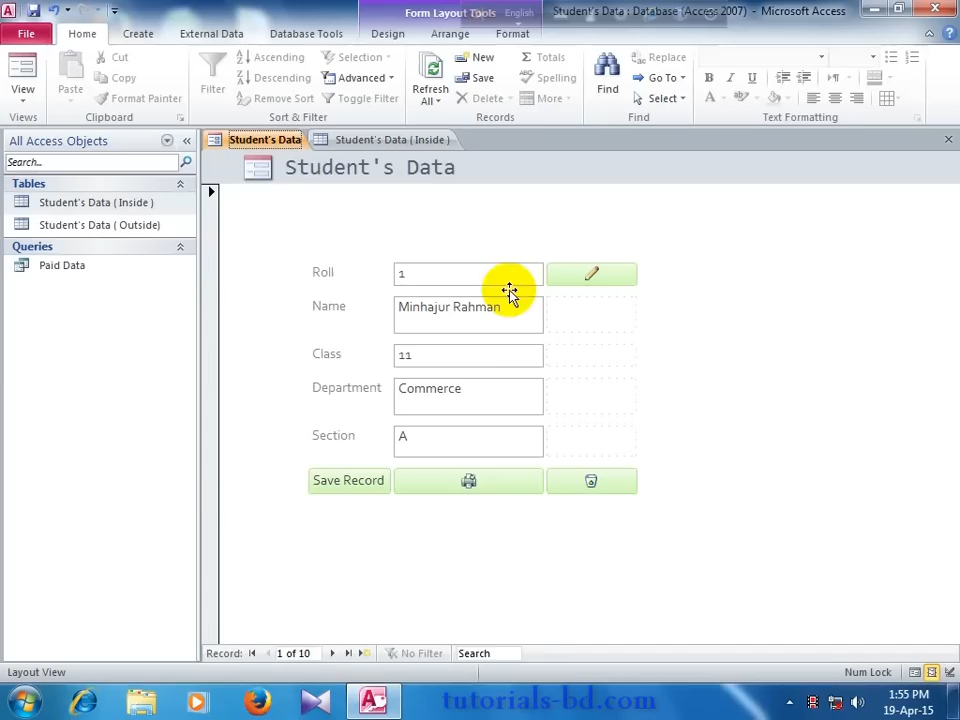 Form Layout Tools English Student's Data : Database (Access 2007) - Microsoft Access
File Home Create External Data Database Tools Design Arrange Format
View Paste Cut Copy Format Painter Filter Ascending Descending Remove Sort Selection Advanced Toggle Filter Refresh All New Save Delete Totals Spelling More Find Replace Go To Select
Views Clipboard Sort & Filter Records Find Text Formatting
All Access Objects
Search...
Tables
Student's Data ( Inside )
Student's Data ( Outside)
Queries
Paid Data
Student's Data Student's Data ( Inside )
Student's Data
Roll 1
Name Minhajur Rahman
Class 11
Department Commerce
Section A
Save Record
Record: 1 of 10 No Filter Search
Layout View Num Lock
tutorials-bd.com
1:55 PM
19-Apr-15